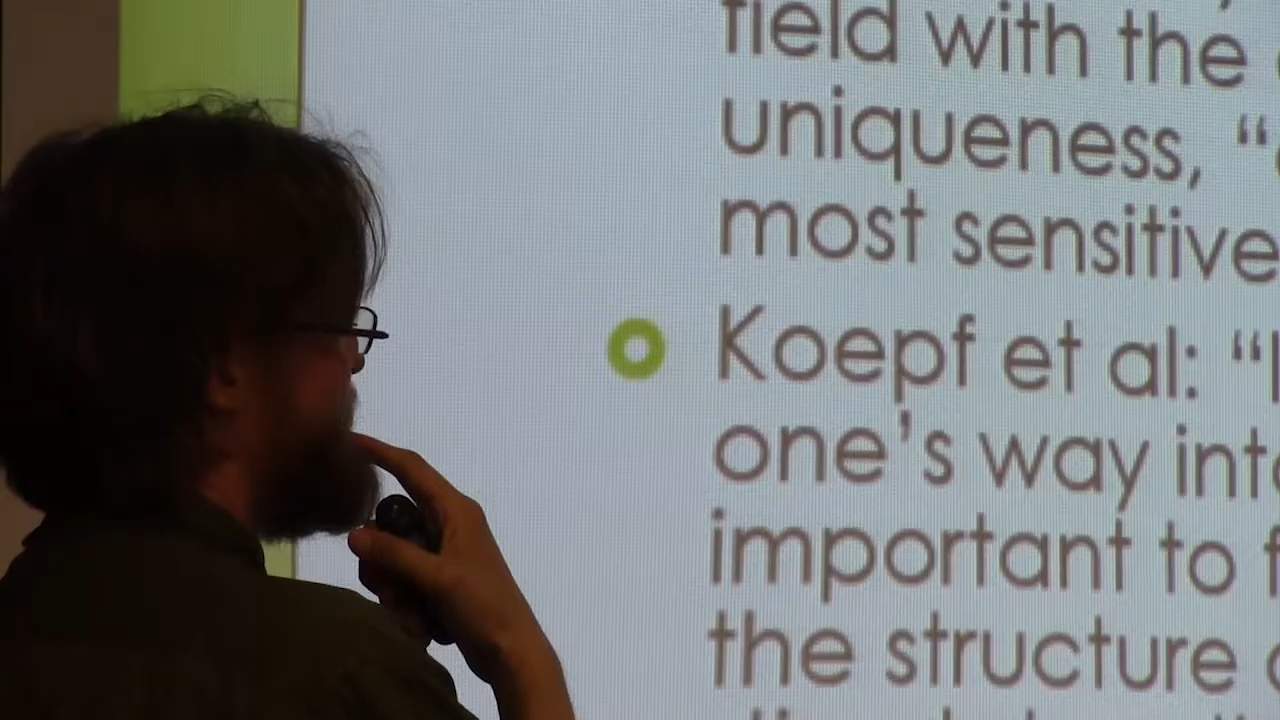 field with the
uniqueness, “
most sensitive
Koepf et al: “
one’s way into
important to
the structure